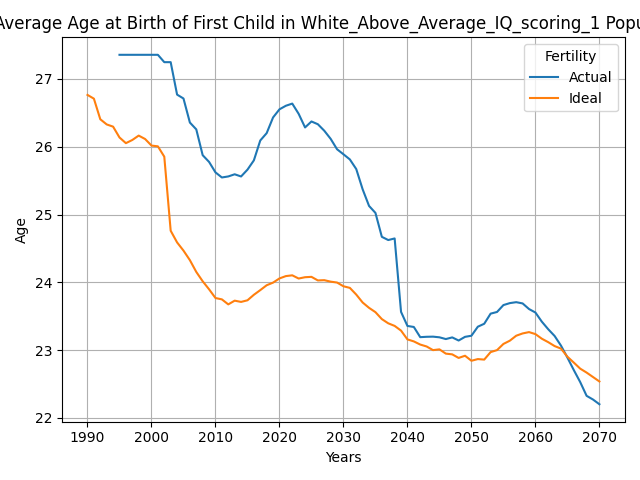 Average Age at Birth of First Child in White_Above_Average_IQ_scoring_1
Fertility
Actual
Ideal
27
26
25
24
23
22
Age
1990 2000 2010 2020 2030 2040 2050 2060 2070
Years